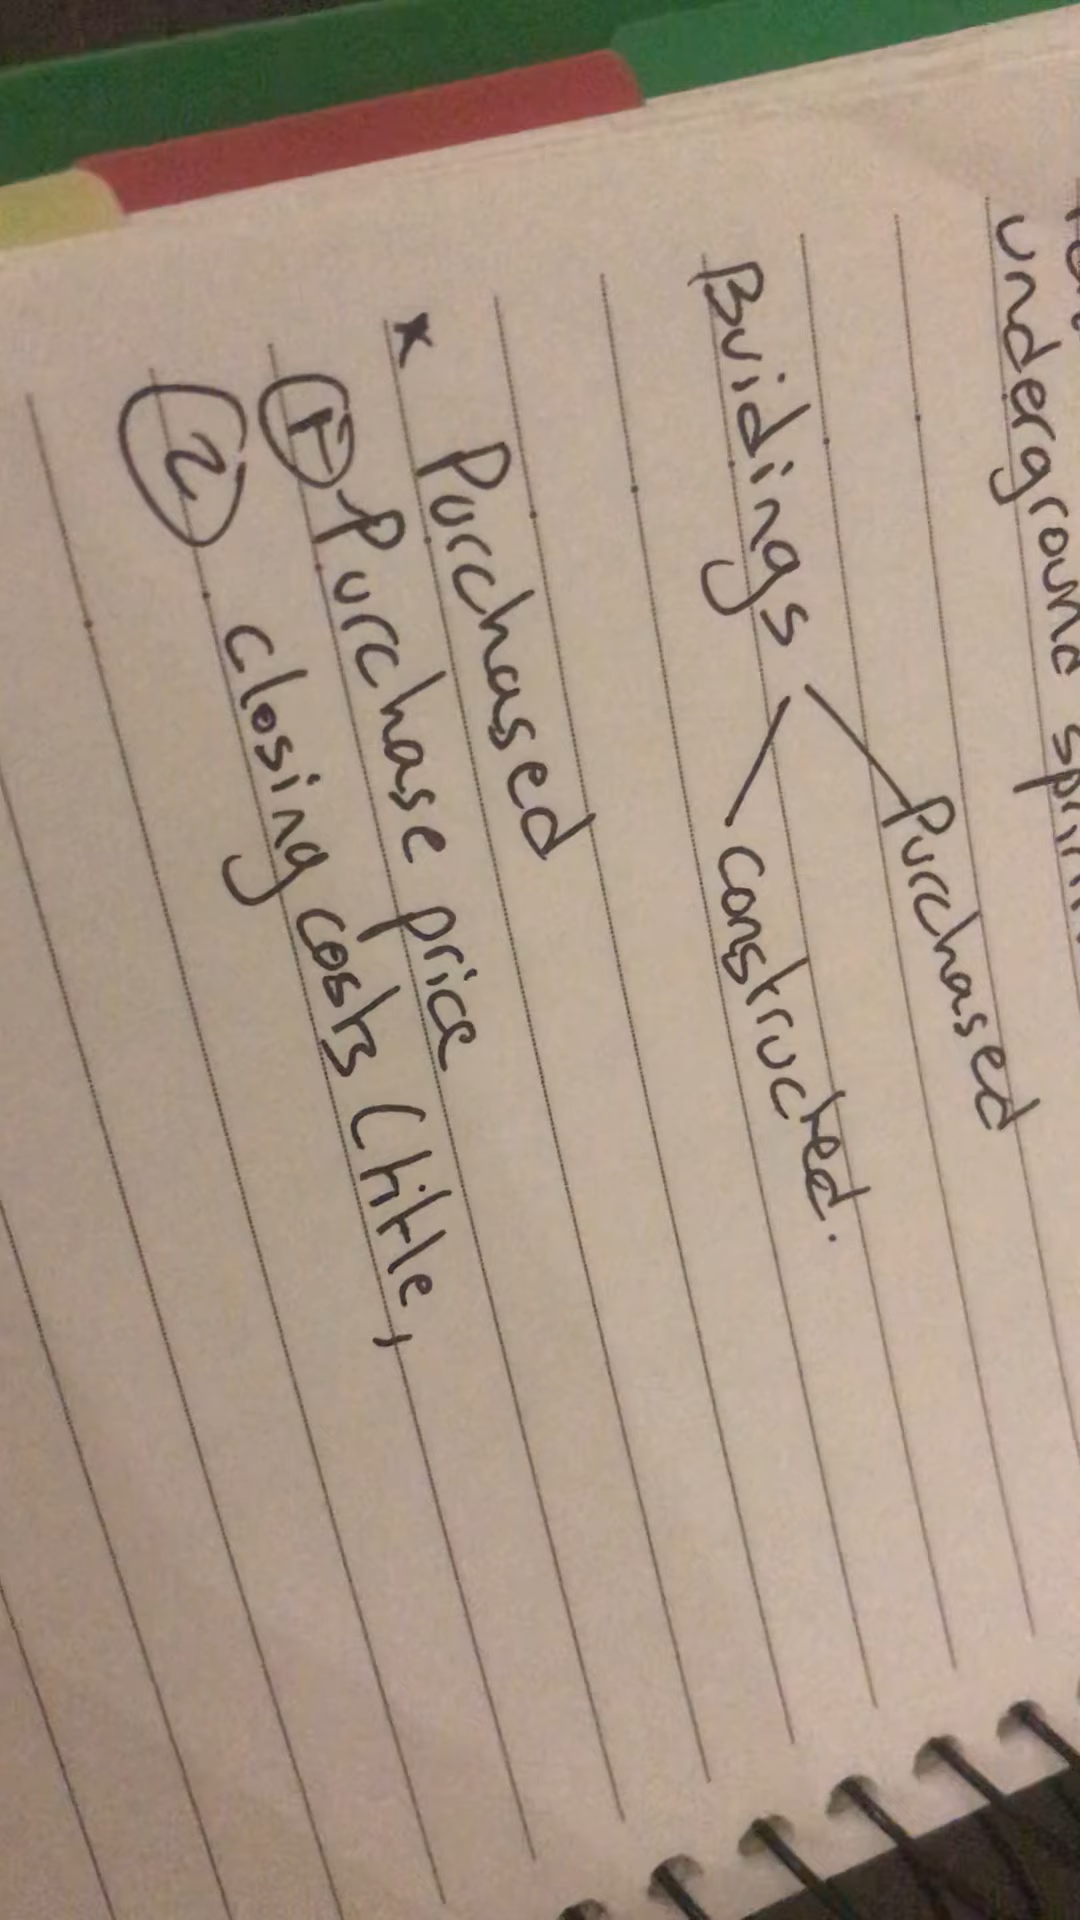 underground
Buidings
Purchased
constructed.
x Purchased
① Purchase price
② closing costs (title,